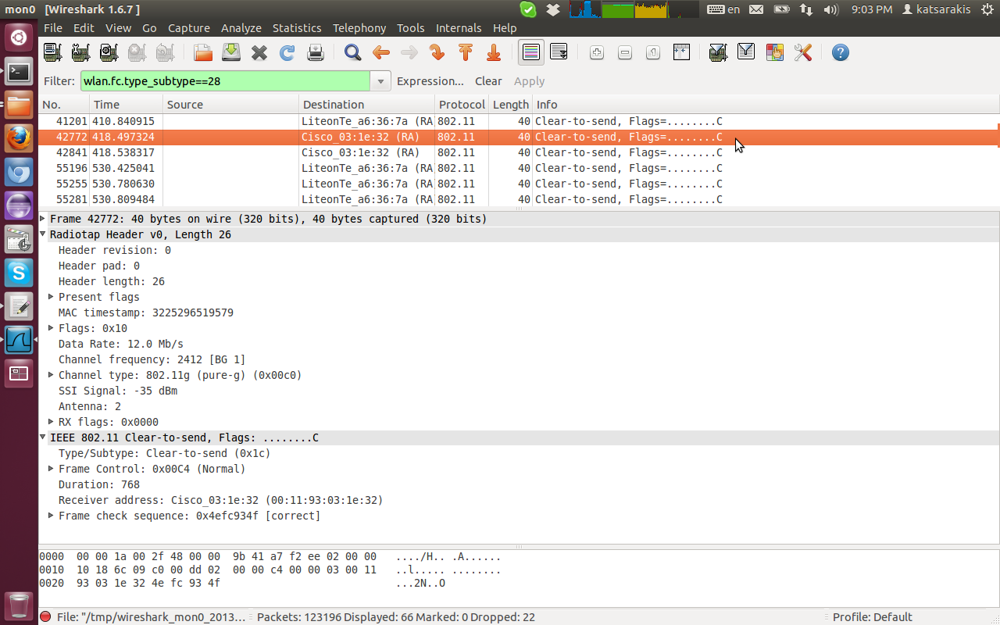 mon0 [Wireshark 1.6.7 ] en 9:03 PM katsarakis
File Edit View Go Capture Analyze Statistics Telephony Tools Internals Help
Filter: wlan.fc.type_subtype==28 Expression... Clear Apply
No. Time Source Destination Protocol Length Info
41201 410.840915 LiteonTe_a6:36:7a (RA 802.11 40 Clear-to-send, Flags=........C
42772 418.497324 Cisco_03:1e:32 (RA) 802.11 40 Clear-to-send, Flags=........C
42841 418.538317 Cisco_03:1e:32 (RA) 802.11 40 Clear-to-send, Flags=........C
55196 530.425041 LiteonTe_a6:36:7a (RA 802.11 40 Clear-to-send, Flags=........C
55255 530.780630 LiteonTe_a6:36:7a (RA 802.11 40 Clear-to-send, Flags=........C
55281 530.809484 LiteonTe_a6:36:7a (RA 802.11 40 Clear-to-send, Flags=........C
Frame 42772: 40 bytes on wire (320 bits), 40 bytes captured (320 bits)
Radiotap Header v0, Length 26
Header revision: 0
Header pad: 0
Header length: 26
Present flags
MAC timestamp: 3225296519579
Flags: 0x10
Data Rate: 12.0 Mb/s
Channel frequency: 2412 [BG 1]
Channel type: 802.11g (pure-g) (0x00c0)
SSI Signal: -35 dBm
Antenna: 2
RX flags: 0x0000
IEEE 802.11 Clear-to-send, Flags: ........C
Type/Subtype: Clear-to-send (0x1c)
Frame Control: 0x00C4 (Normal)
Duration: 768
Receiver address: Cisco_03:1e:32 (00:11:93:03:1e:32)
Frame check sequence: 0x4efc934f [correct]
0000 00 00 1a 00 2f 48 00 00 9b 41 a7 f2 ee 02 00 00 ..../H.. .A......
0010 10 18 6c 09 c0 00 dd 02 00 00 c4 00 00 03 00 11 ..l..... ........
0020 93 03 1e 32 4e fc 93 4f ...2N..O
File: "/tmp/wireshark_mon0_2013... Packets: 123196 Displayed: 66 Marked: 0 Dropped: 22 Profile: Default